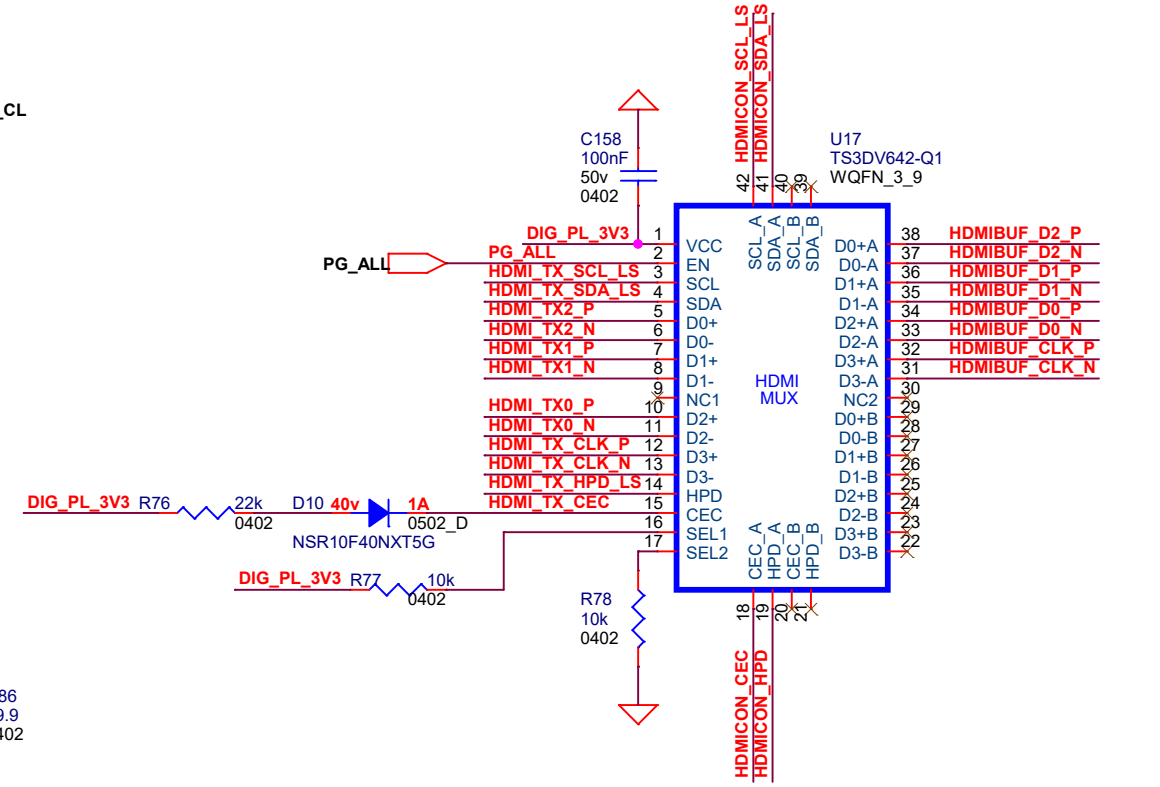 _CL
HDMICON_SCL_LS
HDMICON_SDA_LS
C158
100nF
50v
0402
U17
TS3DV642-Q1
WQFN_3_9
42
41
40
39
SCL_A
SDA_A
SCL_B
SDA_B
DIG_PL_3V3 1 VCC
PG_ALL
PG_ALL 2 EN
HDMI_TX_SCL_LS 3 SCL
HDMI_TX_SDA_LS 4 SDA
HDMI_TX2_P 5 D0+
HDMI_TX2_N 6 D0-
HDMI_TX1_P 7 D1+
HDMI_TX1_N 8 D1-
9 NC1
HDMI_TX0_P 10 D2+
HDMI_TX0_N 11 D2-
HDMI_TX_CLK_P 12 D3+
HDMI_TX_CLK_N 13 D3-
HDMI_TX_HPD_LS 14 HPD
HDMI_TX_CEC 15 CEC
16 SEL1
17 SEL2
HDMI
MUX
D0+A 38 HDMIBUF_D2_P
D0-A 37 HDMIBUF_D2_N
D1+A 36 HDMIBUF_D1_P
D1-A 35 HDMIBUF_D1_N
D2+A 34 HDMIBUF_D0_P
D2-A 33 HDMIBUF_D0_N
D3+A 32 HDMIBUF_CLK_P
D3-A 31 HDMIBUF_CLK_N
NC2 30
D0+B 29
D0-B 28
D1+B 27
D1-B 26
D2+B 25
D2-B 24
D3+B 23
D3-B 22
DIG_PL_3V3 R76 22k
0402
D10 40v 1A
0502_D
NSR10F40NXT5G
DIG_PL_3V3 R77 10k
0402
R78
10k
0402
CEC_A
HPD_A
CEC_B
HPD_B
18
19
20
21
HDMICON_CEC
HDMICON_HPD
86
9.9
402